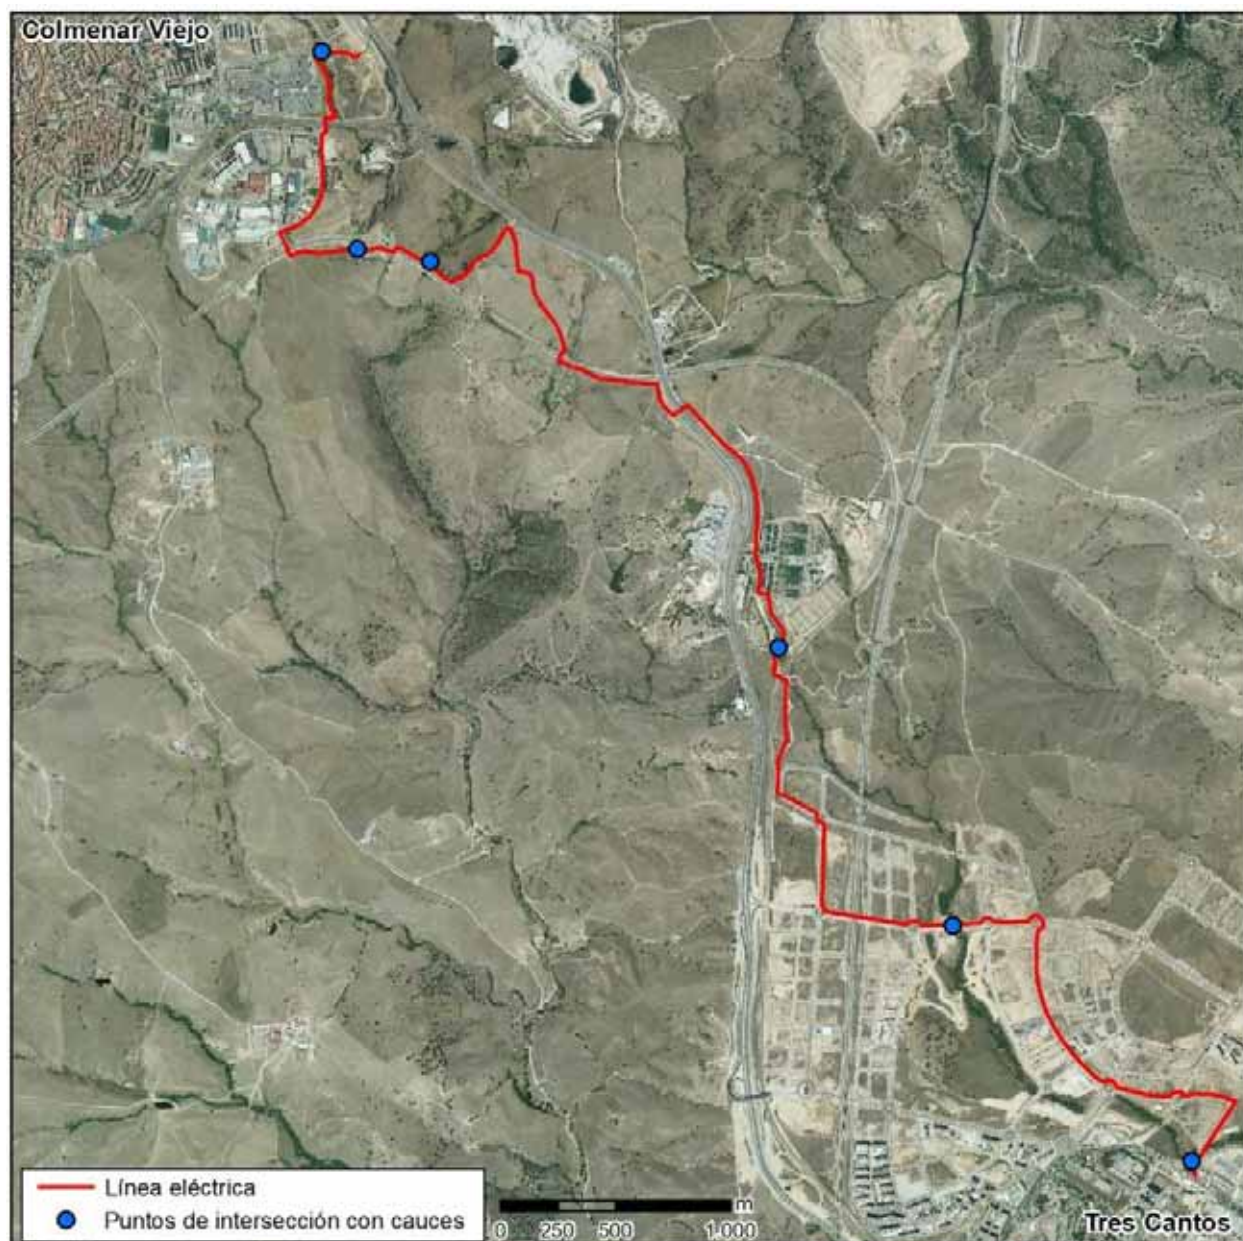 Colmenar Viejo
Línea eléctrica
Puntos de intersección con cauces
m
0 250 500 1.000
Tres Cantos